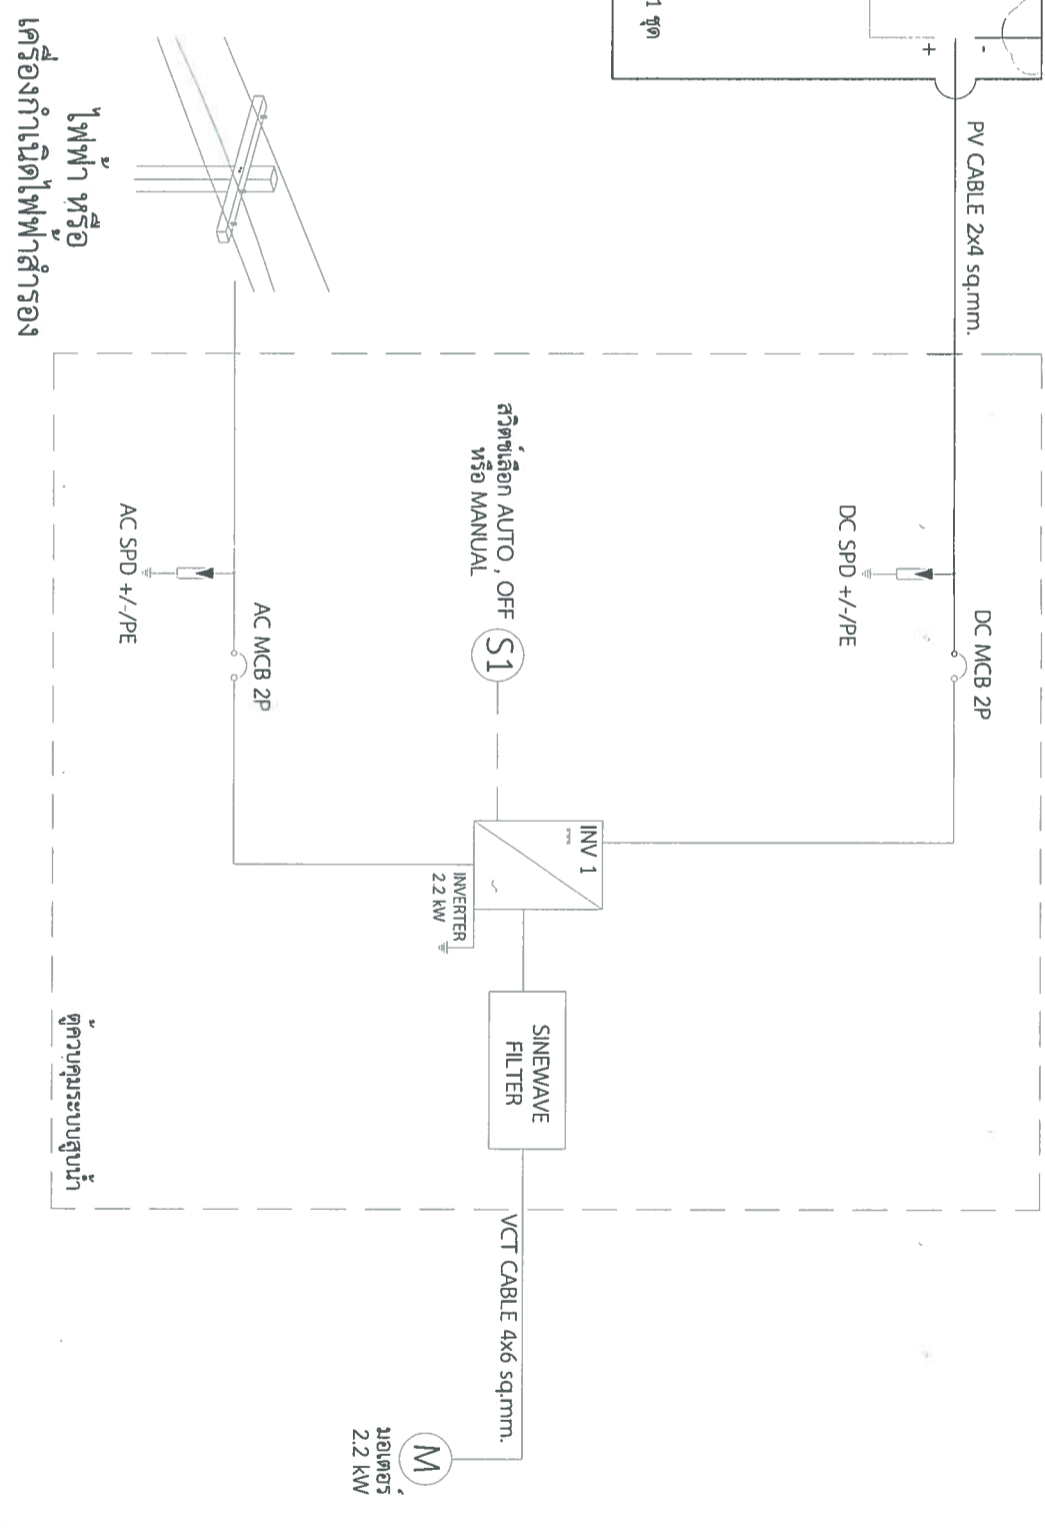 1 ชุด
+
-
PV CABLE 2x4 sq.mm.
DC SPD +/-/PE
DC MCB 2P
สวิตช์เลือก AUTO , OFF
หรือ MANUAL
S1
INV 1
INVERTER
2.2 kW
SINEWAVE
FILTER
VCT CABLE 4x6 sq.mm.
M
มอเตอร์
2.2 kW
ไฟฟ้า หรือ
เครื่องกำเนิดไฟฟ้าสำรอง
AC MCB 2P
AC SPD +/-/PE
ตู้ควบคุมระบบสูบน้ำ